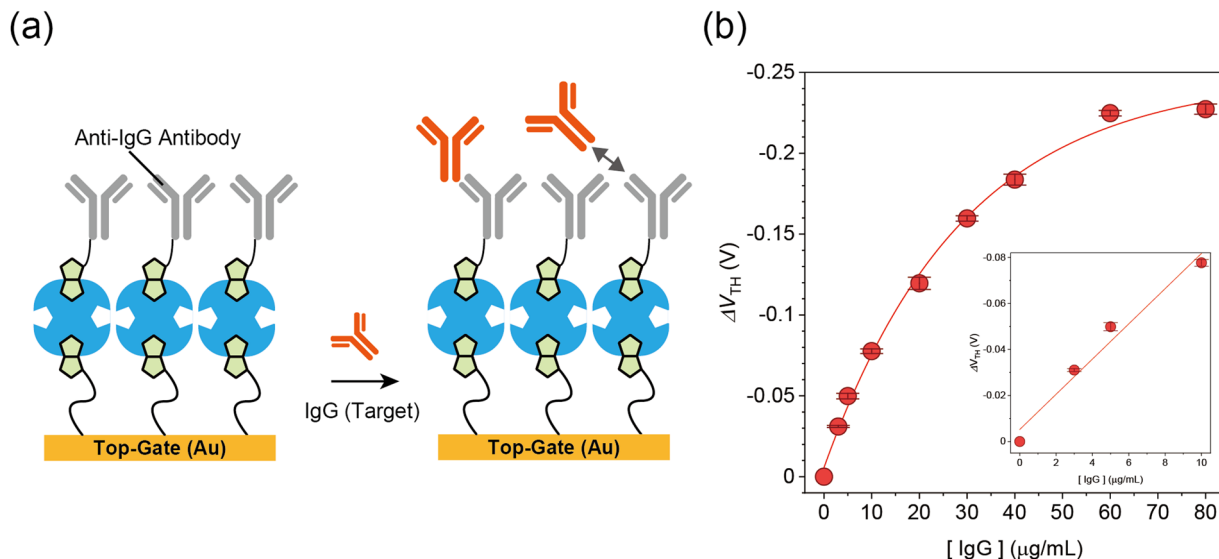 (a)
Anti-IgG Antibody
Top-Gate (Au)
IgG (Target)
Top-Gate (Au)
(b)
-0.25
-0.2
-0.15
-0.1
-0.05
0
ΔV_TH (V)
0 10 20 30 40 50 60 70 80
[ IgG ] (μg/mL)
-0.08
-0.06
-0.04
-0.02
0
ΔV_TH (V)
0 2 4 6 8 10
[ IgG ] (μg/mL)